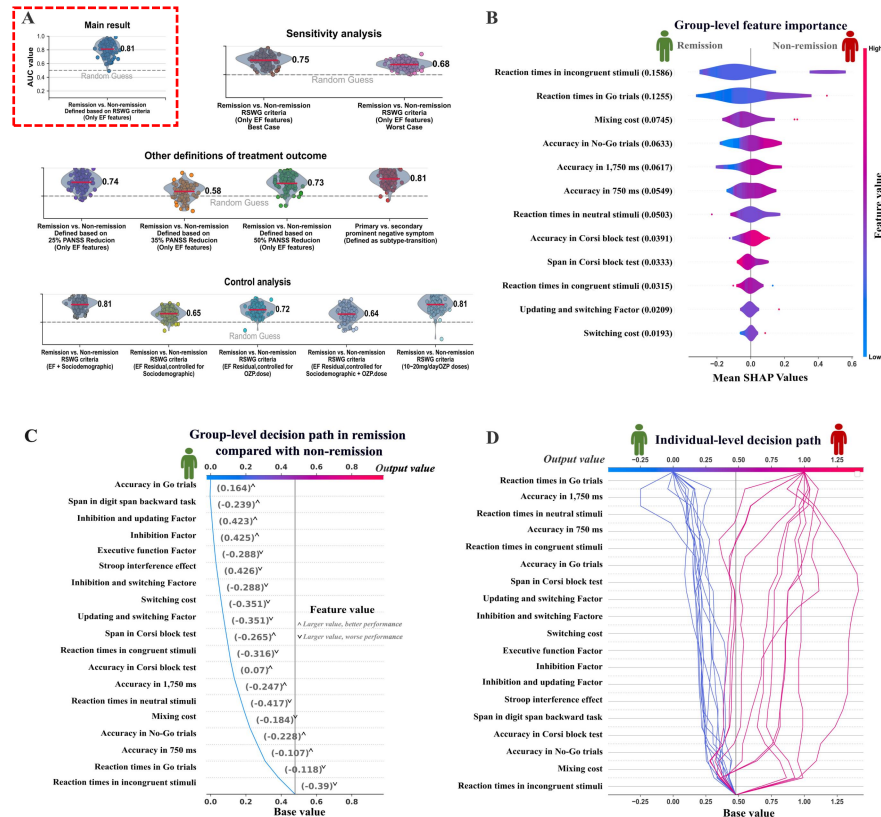 A
Main result
AUC value
1.0
0.8
0.6
0.4
0.2
0.81
Random Guess
Remission vs. Non-remission
Defined based on RSWG criteria
(Only EF features)
Sensitivity analysis
0.75
0.68
Random Guess
Remission vs. Non-remission
RSWG criteria
(Only EF features)
Best Case
Remission vs. Non-remission
RSWG criteria
(Only EF features)
Worst Case
Other definitions of treatment outcome
0.74
0.58
0.73
0.81
Random Guess
Remission vs. Non-remission
Defined based on
25% PANSS Reducion
(Only EF features)
Remission vs. Non-remission
Defined based on
35% PANSS Reducion
(Only EF features)
Remission vs. Non-remission
Defined based on
50% PANSS Reducion
(Only EF features)
Primary vs. secondary
prominent negative symptom
(Defined as subtype-transition)
Control analysis
0.81
0.65
0.72
0.64
0.81
Random Guess
Remission vs. Non-remission
RSWG criteria
(EF + Sociodemographic)
Remission vs. Non-remission
RSWG criteria
(EF Residual,controlled for
Sociodemographic)
Remission vs. Non-remission
RSWG criteria
(EF Residual,controlled for
OZP.dose)
Remission vs. Non-remission
RSWG criteria
(EF Residual,controlled for
Sociodemographic + OZP.dose
Remission vs. Non-remission
RSWG criteria
(10~20mg/dayOZP doses)
B
Group-level feature importance
Remission
Non-remission
High
Feature value
Low
Reaction times in incongruent stimuli (0.1586)
Reaction times in Go trials (0.1255)
Mixing cost (0.0745)
Accuracy in No-Go trials (0.0633)
Accuracy in 1,750 ms (0.0617)
Accuracy in 750 ms (0.0549)
Reaction times in neutral stimuli (0.0503)
Accuracy in Corsi block test (0.0391)
Span in Corsi block test (0.0333)
Reaction times in congruent stimuli (0.0315)
Updating and switching Factor (0.0209)
Switching cost (0.0193)
-0.4 -0.2 0.0 0.2 0.4 0.6
Mean SHAP Values
C
Group-level decision path in remission
compared with non-remission
0.0 0.2 0.4 0.6 0.8
Output value
Accuracy in Go trials (0.164)^
Span in digit span backward task (-0.239)^
Inhibition and updating Factor (0.423)^
Inhibition Factor (0.425)^
Executive function Factor (-0.288)˅
Stroop interference effect (0.426)˅
Inhibition and switching Factore (-0.288)˅
Switching cost (-0.351)˅
Updating and switching Factor (-0.351)˅
Span in Corsi block test (-0.265)^
Reaction times in congruent stimuli (-0.316)˅
Accuracy in Corsi block test (0.07)^
Accuracy in 1,750 ms (-0.247)^
Reaction times in neutral stimuli (-0.417)˅
Mixing cost (-0.184)˅
Accuracy in No-Go trials (-0.228)^
Accuracy in 750 ms (-0.107)^
Reaction times in Go trials (-0.118)˅
Reaction times in incongruent stimuli (-0.39)˅
Feature value
^ Larger value, better performance
˅ Larger value, worse performance
0.0 0.2 0.4 0.6 0.8
Base value
D
Individual-level decision path
Output value
-0.25 0.00 0.25 0.50 0.75 1.00 1.25
Reaction times in Go trials
Accuracy in 1,750 ms
Reaction times in neutral stimuli
Accuracy in 750 ms
Reaction times in congruent stimuli
Accuracy in Go trials
Span in Corsi block test
Updating and switching Factor
Inhibition and switching Factore
Switching cost
Executive function Factor
Inhibition Factor
Inhibition and updating Factor
Stroop interference effect
Span in digit span backward task
Accuracy in Corsi block test
Accuracy in No-Go trials
Mixing cost
Reaction times in incongruent stimuli
-0.25 0.00 0.25 0.50 0.75 1.00 1.25
Base value